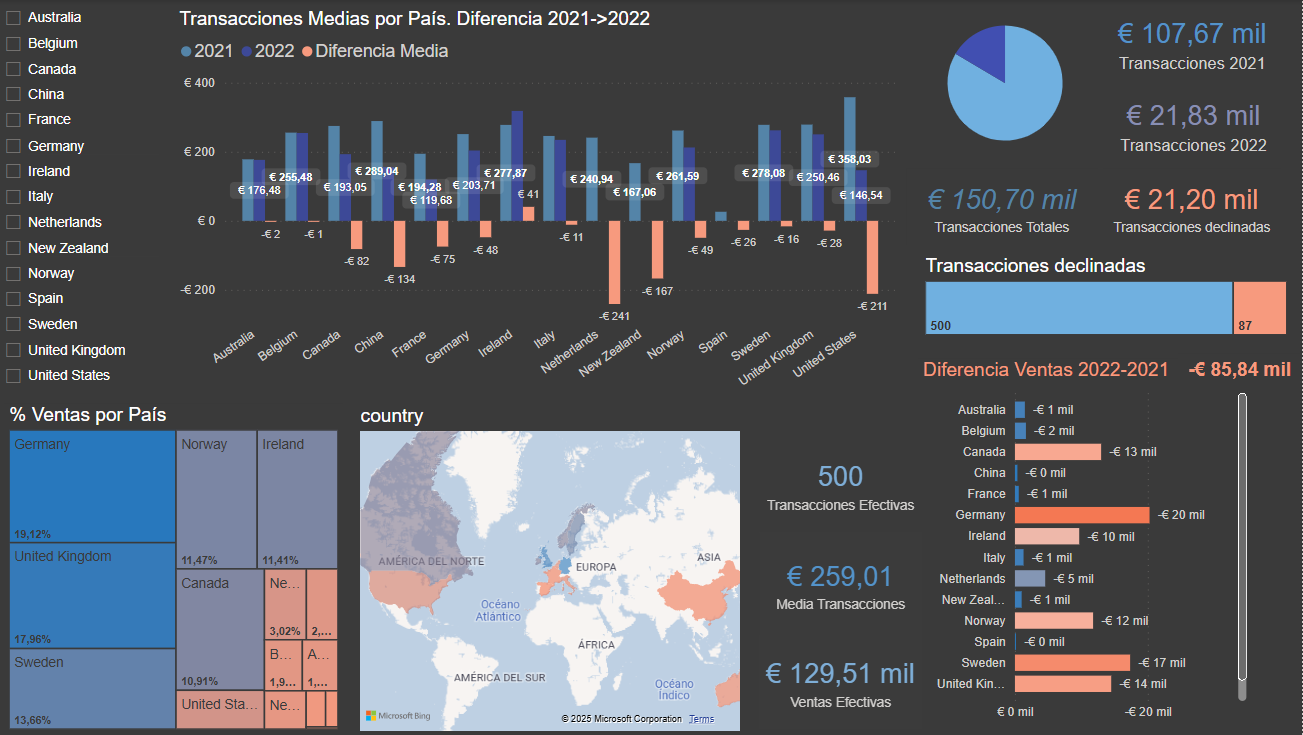 Australia
Belgium
Canada
China
France
Germany
Ireland
Italy
Netherlands
New Zealand
Norway
Spain
Sweden
United Kingdom
United States
Transacciones Medias por País. Diferencia 2021->2022
2021 2022 Diferencia Media
€ 400
€ 200
€ 0
-€ 200
€ 176,48
€ 255,48
€ 193,05
€ 289,04
€ 194,28
€ 119,68
€ 203,71
€ 277,87
€ 41
€ 240,94
€ 167,06
€ 261,59
€ 278,08
€ 250,46
€ 358,03
€ 146,54
-€ 2
-€ 1
-€ 82
-€ 134
-€ 75
-€ 48
-€ 11
-€ 241
-€ 167
-€ 49
-€ 26
-€ 16
-€ 28
-€ 211
Australia
Belgium
Canada
China
France
Germany
Ireland
Italy
Netherlands
New Zealand
Norway
Spain
Sweden
United Kingdom
United States
€ 107,67 mil
Transacciones 2021
€ 21,83 mil
Transacciones 2022
€ 150,70 mil
Transacciones Totales
€ 21,20 mil
Transacciones declinadas
Transacciones declinadas
500
87
Diferencia Ventas 2022-2021 -€ 85,84 mil
Australia -€ 1 mil
Belgium -€ 2 mil
Canada -€ 13 mil
China -€ 0 mil
France -€ 1 mil
Germany -€ 20 mil
Ireland -€ 10 mil
Italy -€ 1 mil
Netherlands -€ 5 mil
New Zeal... -€ 1 mil
Norway -€ 12 mil
Spain -€ 0 mil
Sweden -€ 17 mil
United Kin... -€ 14 mil
€ 0 mil -€ 20 mil
% Ventas por País
Germany
19,12%
United Kingdom
17,96%
Sweden
13,66%
Norway
11,47%
Ireland
11,41%
Canada
10,91%
United Sta...
Ne...
3,02%
2,...
B...
1,9...
A...
1,...
Ne...
country
AMÉRICA DEL NORTE
EUROPA
ASIA
Océano
Atlántico
ÁFRICA
AMÉRICA DEL SUR
Océano
Índico
Microsoft Bing
© 2025 Microsoft Corporation Terms
500
Transacciones Efectivas
€ 259,01
Media Transacciones
€ 129,51 mil
Ventas Efectivas